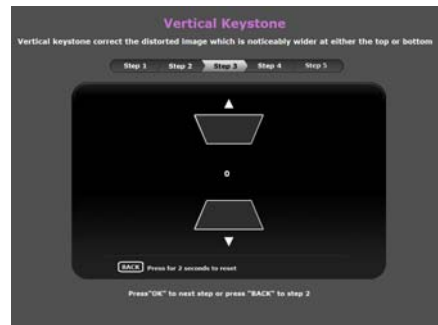 Vertical Keystone
Vertical keystone correct the distorted image which is noticeably wider at either the top or bottom
Step 1 Step 2 Step 3 Step 4 Step 5
0
BACK Press for 2 seconds to reset
Press"OK" to next step or press "BACK" to step 2